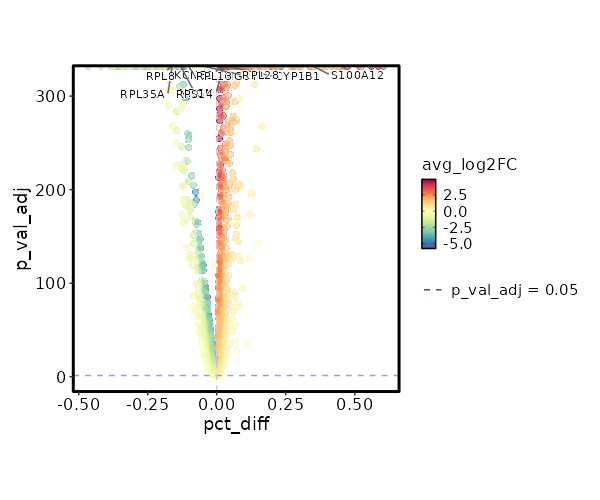 RPL8
S100A12
CYP1B1
RPL28
RPL13
RPL35A
RPS14
300
200
100
0
p_val_adj
-0.50
-0.25
0.00
0.25
0.50
pct_diff
avg_log2FC
2.5
0.0
-2.5
-5.0
p_val_adj = 0.05